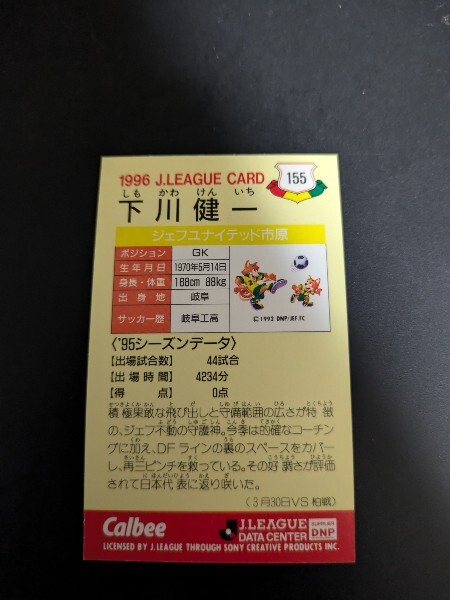 1996 J.LEAGUE CARD
155
しも かわ けん いち
下川健一
ジェフユナイテッド市原
ポジション GK
生年月日 1970年5月14日
身長・体重 188cm 88kg
出身地 岐阜
サッカー歴 岐阜工高
©1992 DNP/JEF.FC
〈'95シーズンデータ〉
【出場試合数】 44試合
【出場時間】 4234分
【得点】 0点
積極果敢な飛び出しと守備範囲の広さが特徴
の、ジェフ不動の守護神。今季は的確なコーチン
グに加え、DFラインの裏のスペースをカバー
し、再三ピンチを救っている。その好調さが評価
されて日本代表に返り咲いた。
(3月30日VS柏戦)
Calbee
J.LEAGUE
DATA CENTER
SUPPLIER
DNP
LICENSED BY J.LEAGUE THROUGH SONY CREATIVE PRODUCTS INC.